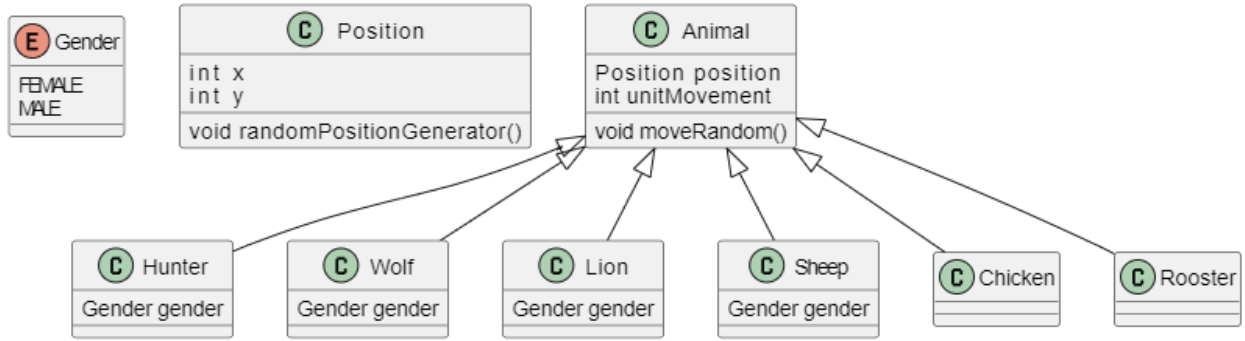 E Gender
FEMALE
MALE
C Position
int x
int y
void randomPositionGenerator()
C Animal
Position position
int unitMovement
void moveRandom()
C Hunter
Gender gender
C Wolf
Gender gender
C Lion
Gender gender
C Sheep
Gender gender
C Chicken
C Rooster